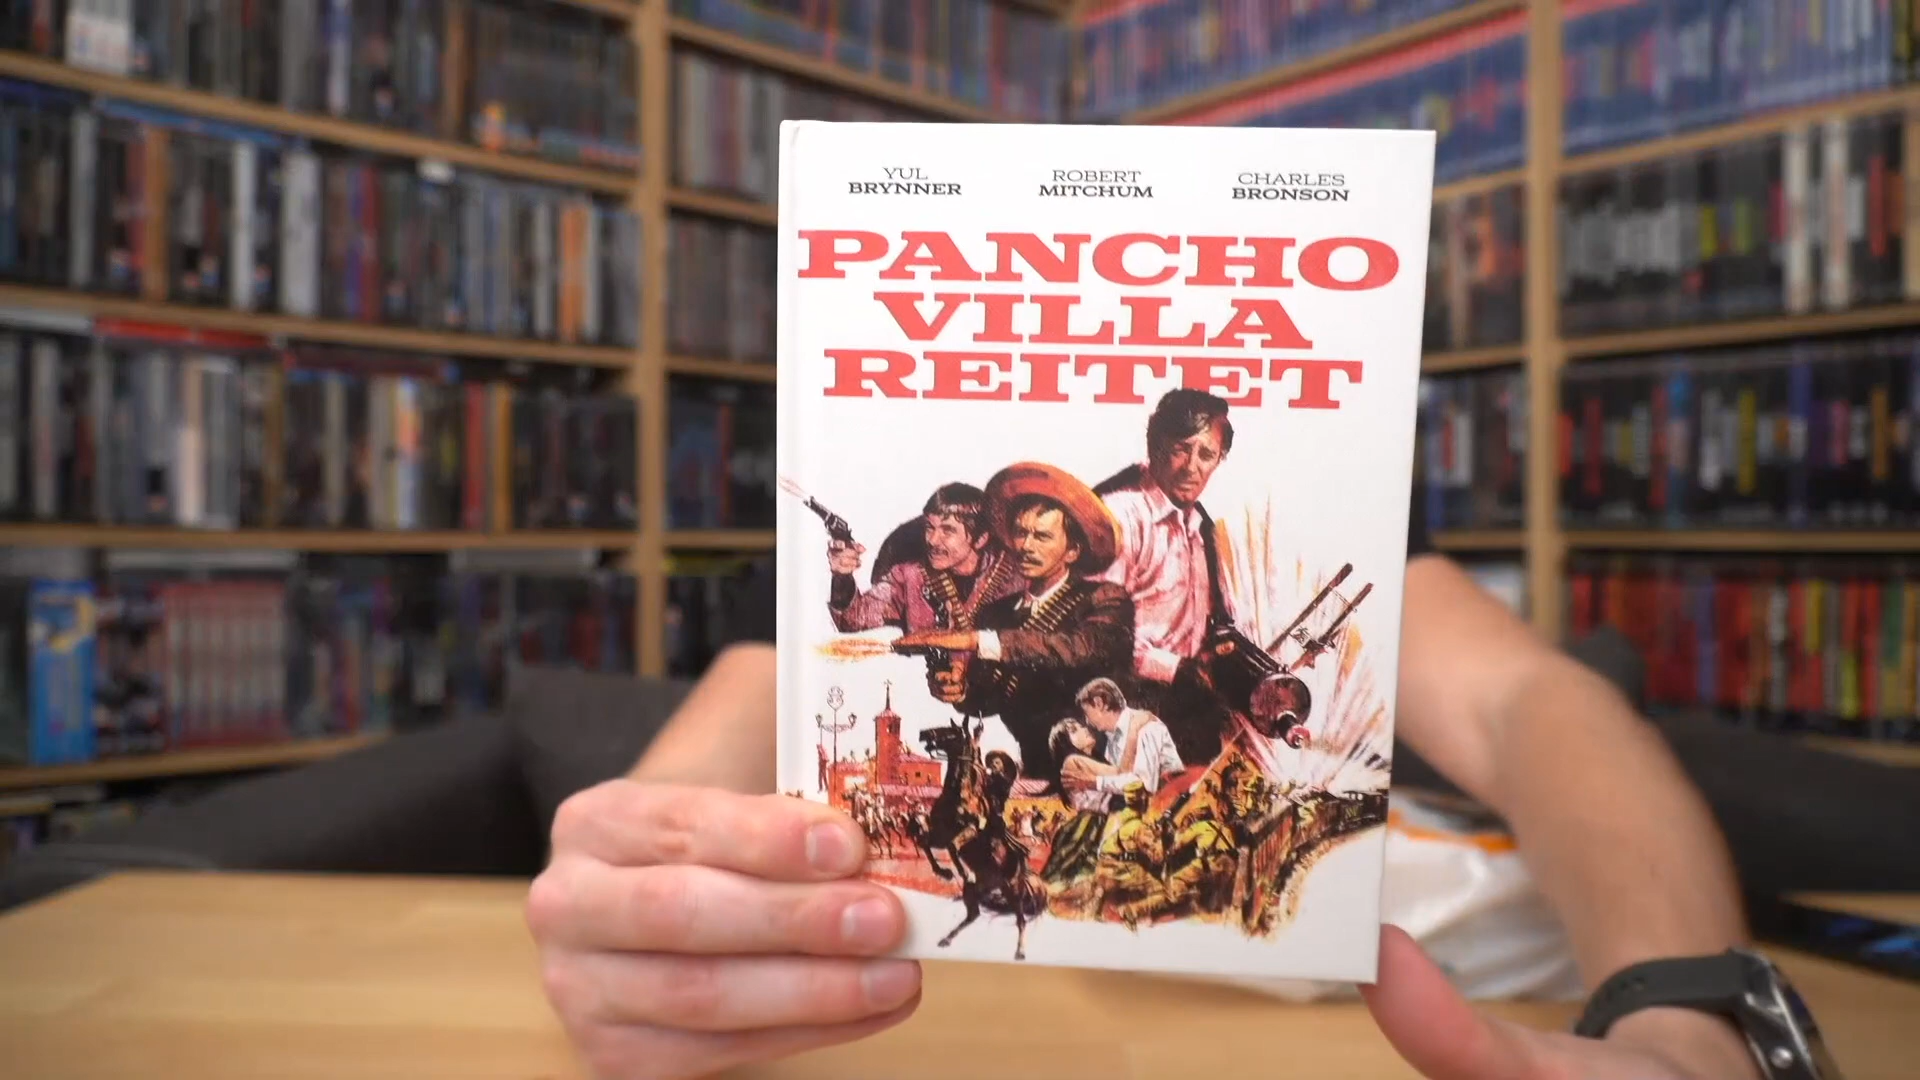 YUL
BRYNNER
ROBERT
MITCHUM
CHARLES
BRONSON
PANCHO
VILLA
REITET